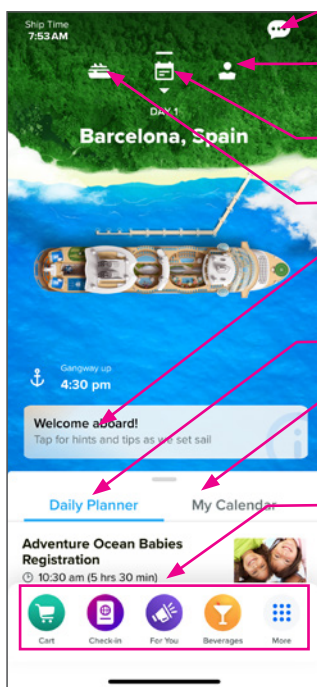 Ship Time
7:53 AM
DAY 1
Barcelona, Spain
Gangway up
4:30 pm
Welcome aboard!
Tap for hints and tips as we set sail
Daily Planner
My Calendar
Adventure Ocean Babies
Registration
10:30 am (5 hrs 30 min)
Cart
Check-in
For You
Beverages
More